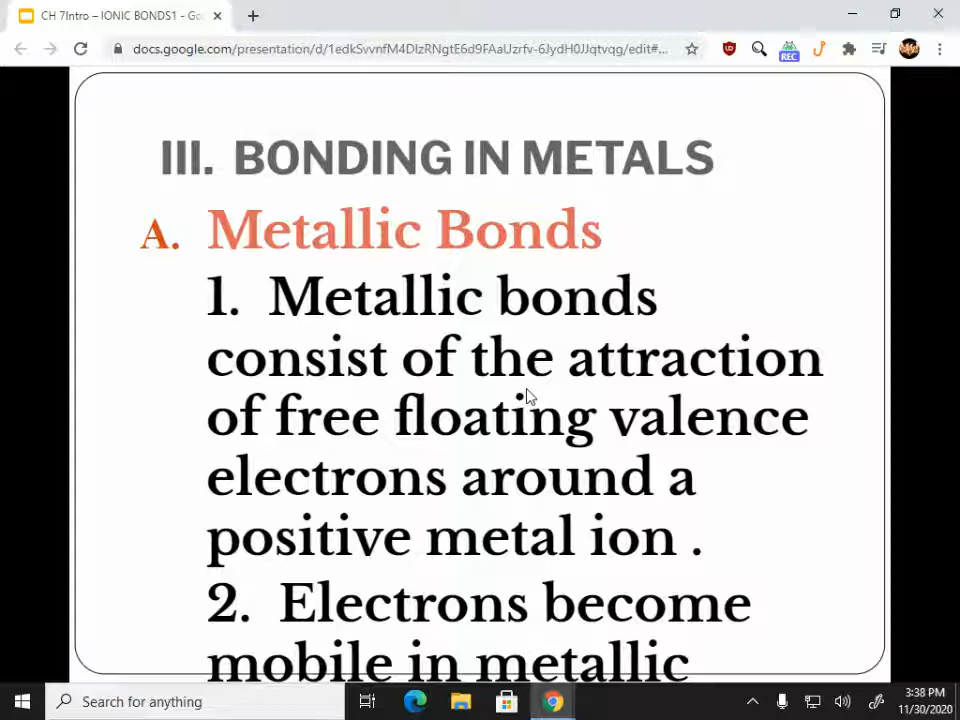 CH 7Intro – IONIC BONDS1 - Go
docs.google.com/presentation/d/1edkSvvnfM4DlzRNgtE6d9FAaUzrfv-6JydH0JJqtvqg/edit#...
REC
III. BONDING IN METALS
A. Metallic Bonds
1. Metallic bonds
consist of the attraction
of free floating valence
electrons around a
positive metal ion .
2. Electrons become
mobile in metallic
Search for anything
3:38 PM
11/30/2020